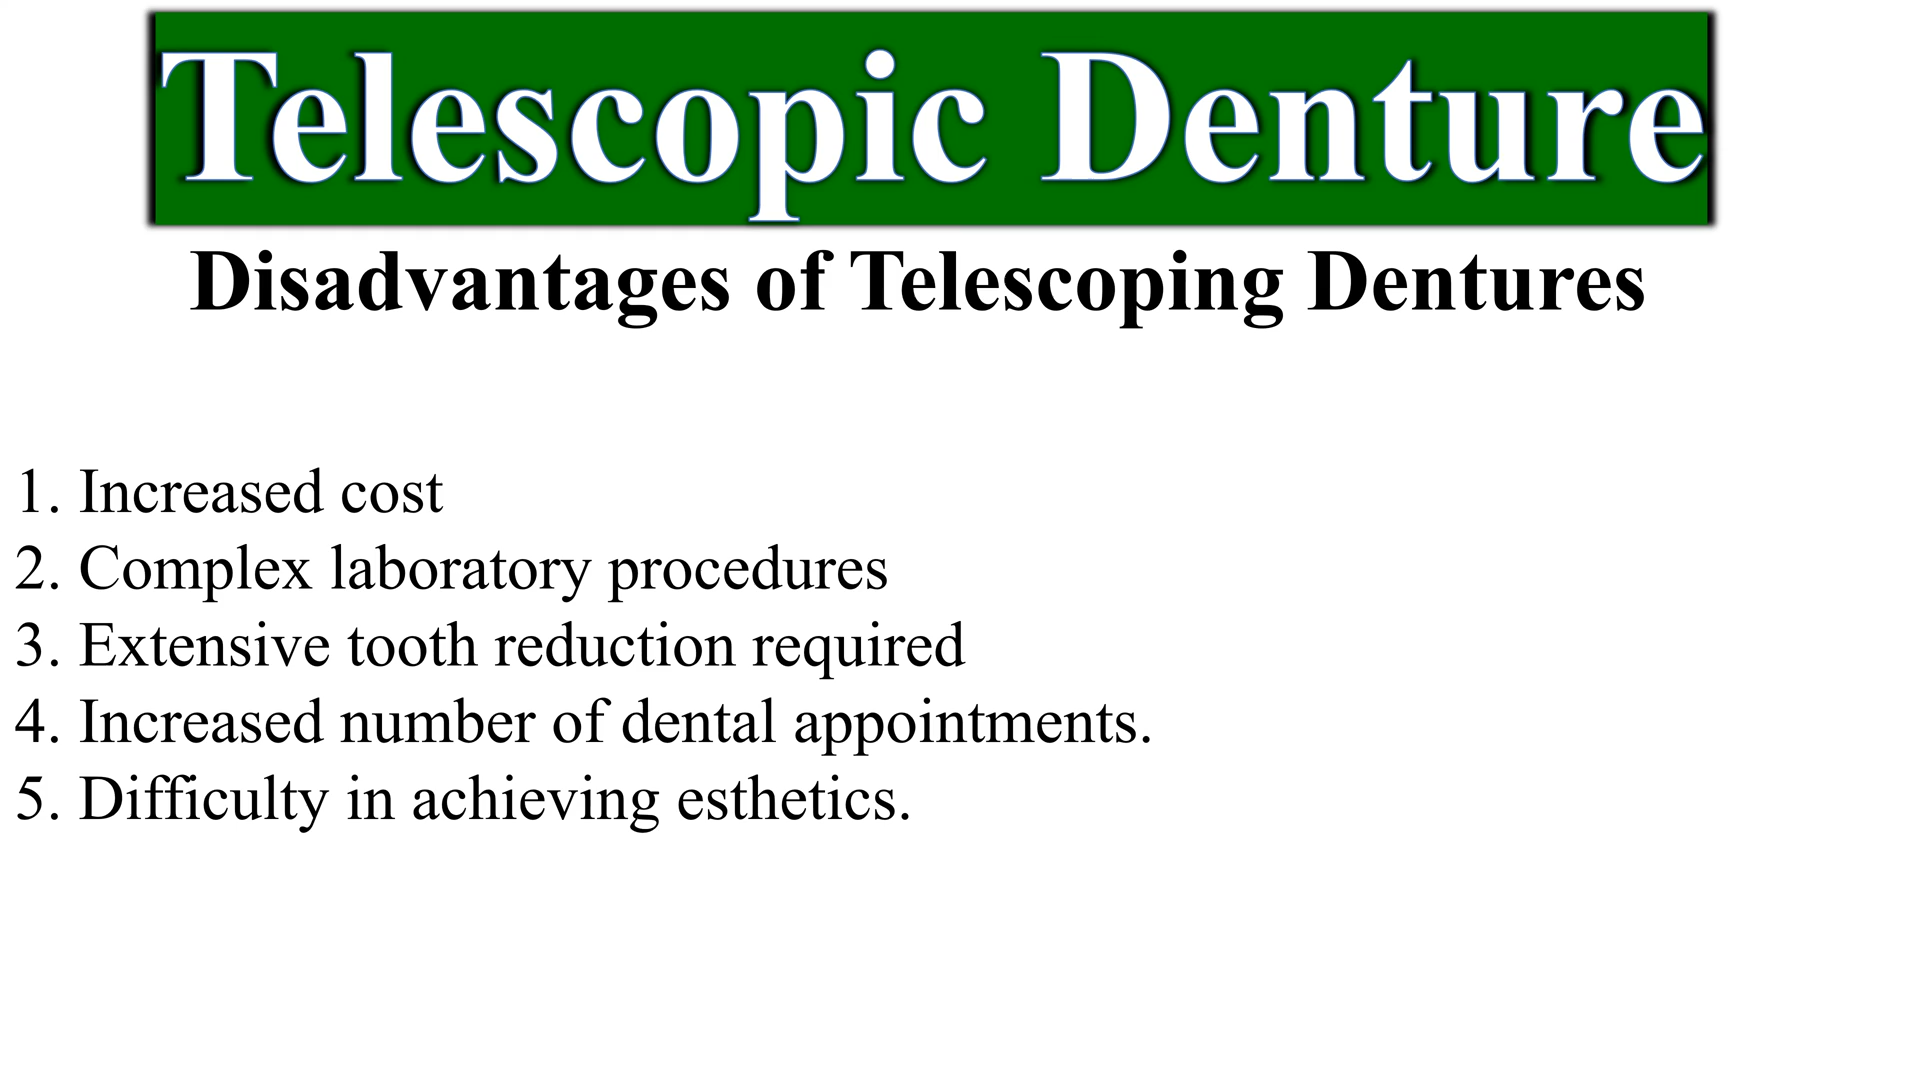 Telescopic Denture
Disadvantages of Telescoping Dentures
1. Increased cost
2. Complex laboratory procedures
3. Extensive tooth reduction required
4. Increased number of dental appointments.
5. Difficulty in achieving esthetics.